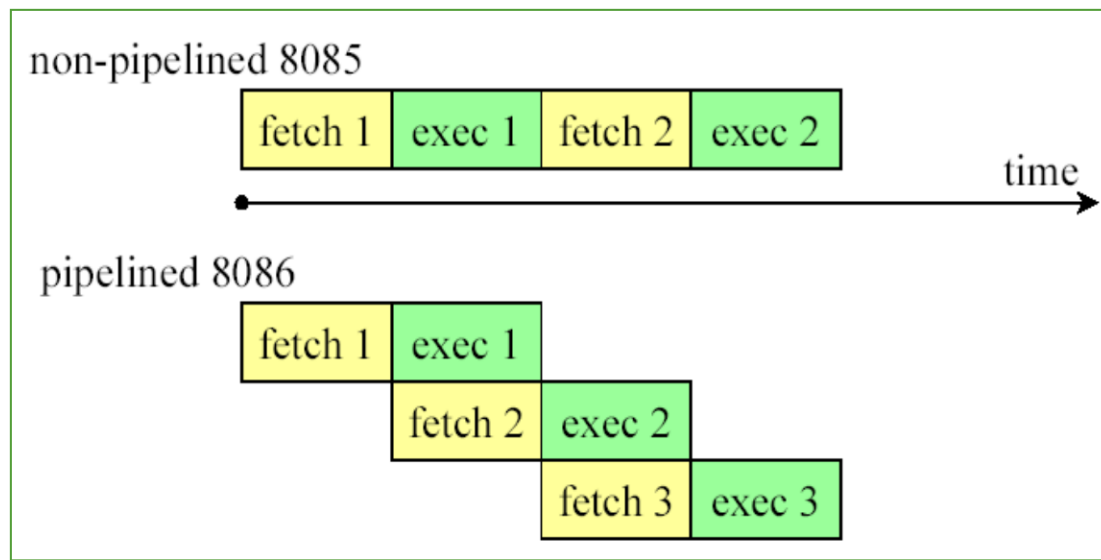 non-pipelined 8085
fetch 1 exec 1 fetch 2 exec 2
time
pipelined 8086
fetch 1 exec 1
fetch 2 exec 2
fetch 3 exec 3